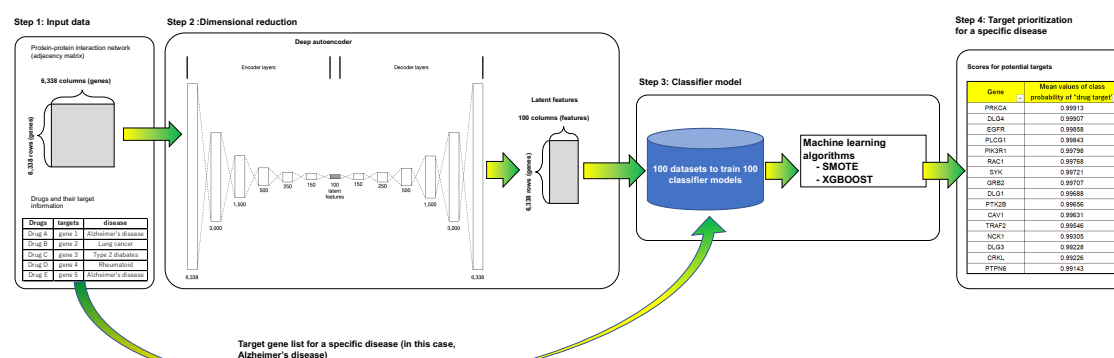 Step 1: Input data
Protein-protein interaction network
(adjacency matrix)
6,338 columns (genes)
6,338 rows (genes)
Drugs and their target
information
Drugs targets disease
Drug A gene 1 Alzheimer's disease
Drug B gene 2 Lung cancer
Drug C gene 3 Type 2 diabates
Drug D gene 4 Rheumatoid
Drug E gene 5 Alzheimer's disease
Step 2 :Dimensional reduction
Deep autoencoder
Encoder layers
Decoder layers
6,338
3,000
1,500
500
250
150
100
latent
features
150
250
500
1,500
3,000
6,338
Latent features
100 columns (features)
6,338 rows (genes)
Step 3: Classifier model
100 datasets to train 100
classifier models
Machine learning
algorithms
- SMOTE
- XGBOOST
Step 4: Target prioritization
for a specific disease
Scores for potential targets
Gene Mean values of class
probability of "drug target"
PRKCA 0.99913
DLG4 0.99907
EGFR 0.99858
PLCG1 0.99843
PIK3R1 0.99798
RAC1 0.99768
SYK 0.99721
GRB2 0.99707
DLG1 0.99688
PTK2B 0.99656
CAV1 0.99631
TRAF2 0.99546
NCK1 0.99305
DLG3 0.99228
CRKL 0.99226
PTPN6 0.99143
Target gene list for a specific disease (in this case,
Alzheimer's disease)